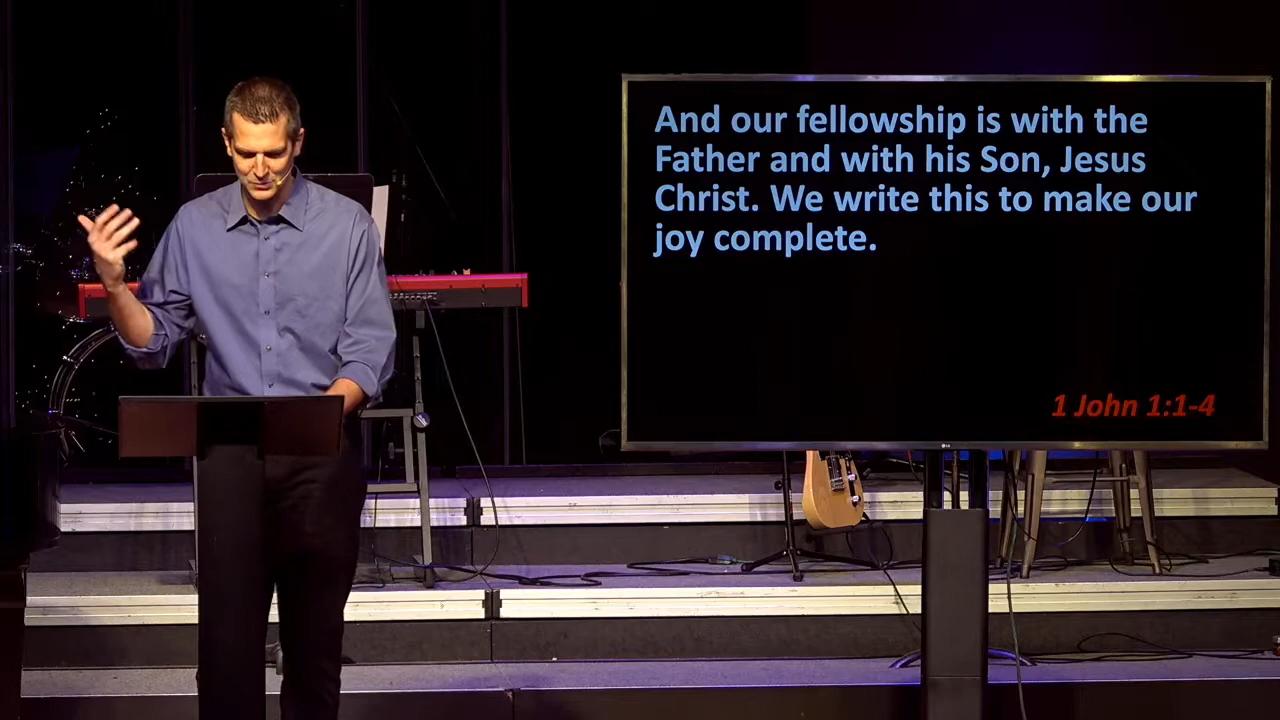 And our fellowship is with the
Father and with his Son, Jesus
Christ. We write this to make our
joy complete.
1 John 1:1-4
LG